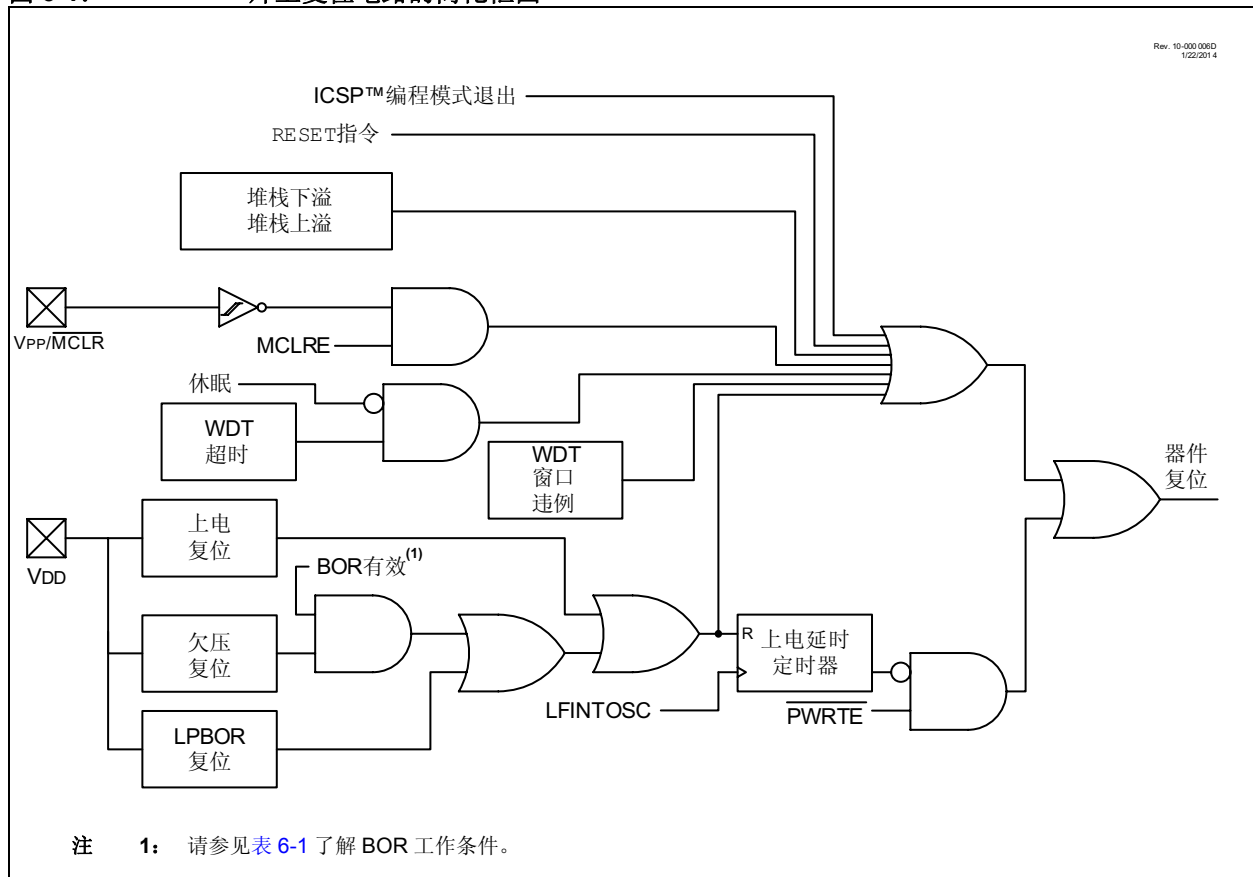 Rev. 10-000 006D
1/22/2014
ICSP™编程模式退出
RESET指令
堆栈下溢
堆栈上溢
VPP/MCLR
MCLRE
休眠
WDT
超时
WDT
窗口
违例
器件
复位
上电
复位
VDD
BOR有效(1)
欠压
复位
R
上电延时
定时器
LFINTOSC
PWRTE
LPBOR
复位
注 1: 请参见表 6-1 了解 BOR 工作条件。